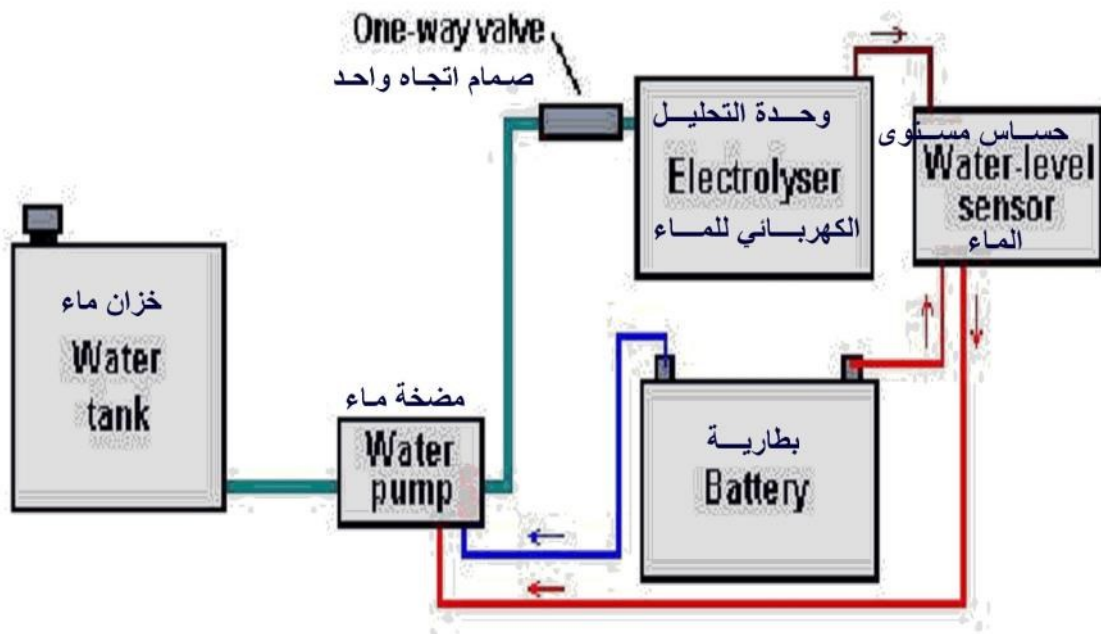 One-way valve
صمام اتجاه واحد
وحدة التحليل
Electrolyser
الكهربائي للماء
حساس مستوى
Water-level
sensor
الماء
خزان ماء
Water
tank
مضخة ماء
Water
pump
بطارية
Battery